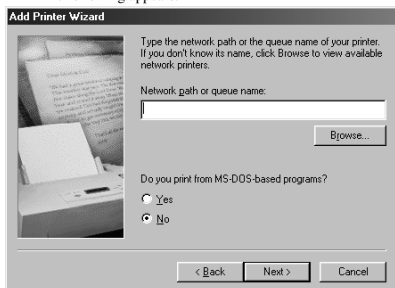 Add Printer Wizard
Type the network path or the queue name of your printer.
If you don't know its name, click Browse to view available
network printers.
Network path or queue name:
Browse...
Do you print from MS-DOS-based programs?
Yes
No
< Back
Next >
Cancel